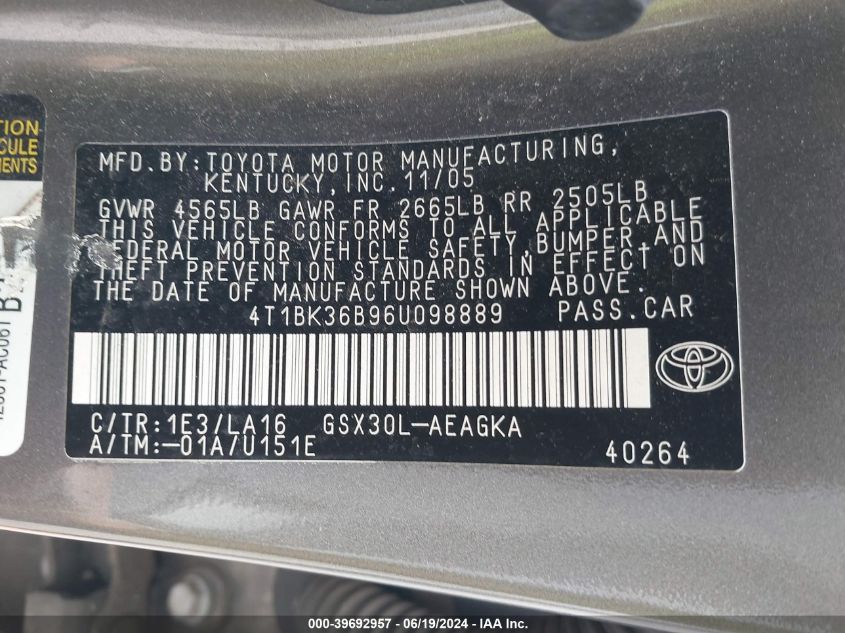 TION
CULE
MENTS
MFD.BY:TOYOTA MOTOR MANUFACTURING,
KENTUCKY,INC.11/05
GVWR 4565LB GAWR FR 2665LB RR 2505LB
THIS VEHICLE CONFORMS TO ALL APPLICABLE
FEDERAL MOTOR VEHICLE SAFETY,BUMPER,AND
THEFT PREVENTION STANDARDS IN EFFECT ON
THE DATE OF MANUFACTURE SHOWN ABOVE.
4T1BK36B96U098889 PASS.CAR
C/TR:1E3/LA16 GSX30L-AEAGKA
A/TM:-01A/U151E 40264
000-39692957 - 06/19/2024 - IAA Inc.